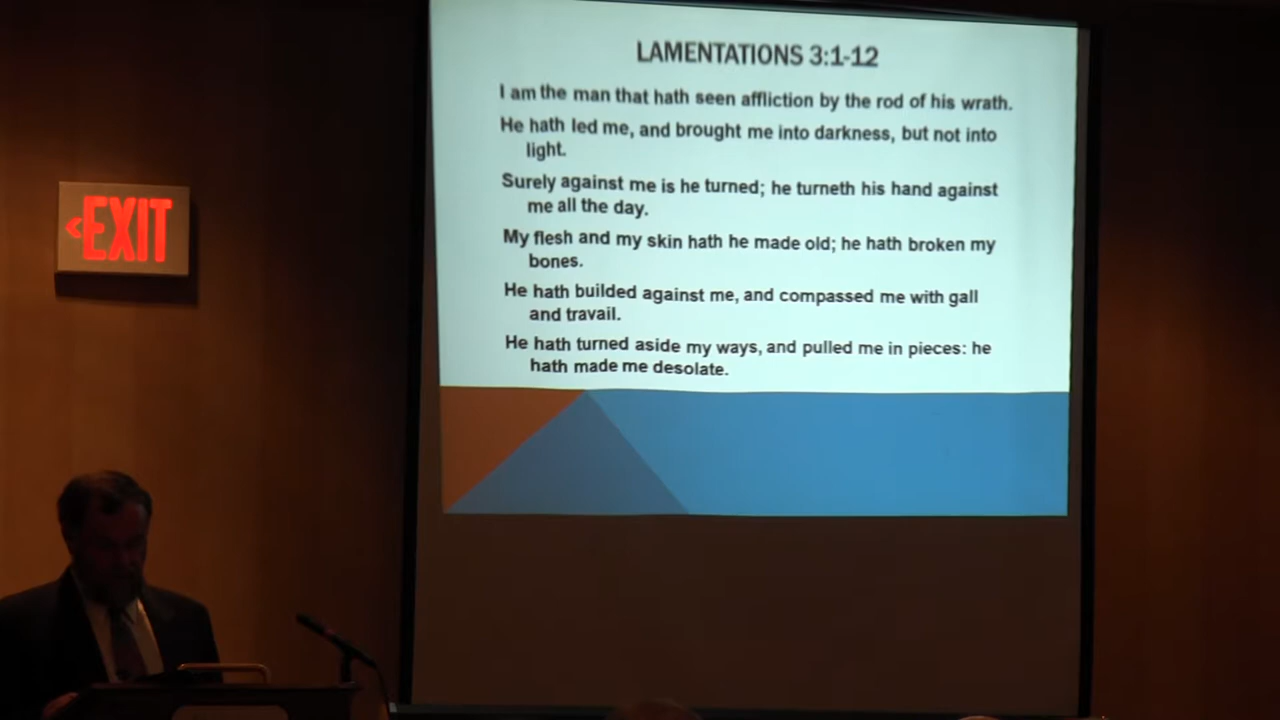 LAMENTATIONS 3:1-12
I am the man that hath seen affliction by the rod of his wrath.
He hath led me, and brought me into darkness, but not into
light.
Surely against me is he turned; he turneth his hand against
me all the day.
My flesh and my skin hath he made old; he hath broken my
bones.
He hath builded against me, and compassed me with gall
and travail.
He hath turned aside my ways, and pulled me in pieces: he
hath made me desolate.
<EXIT